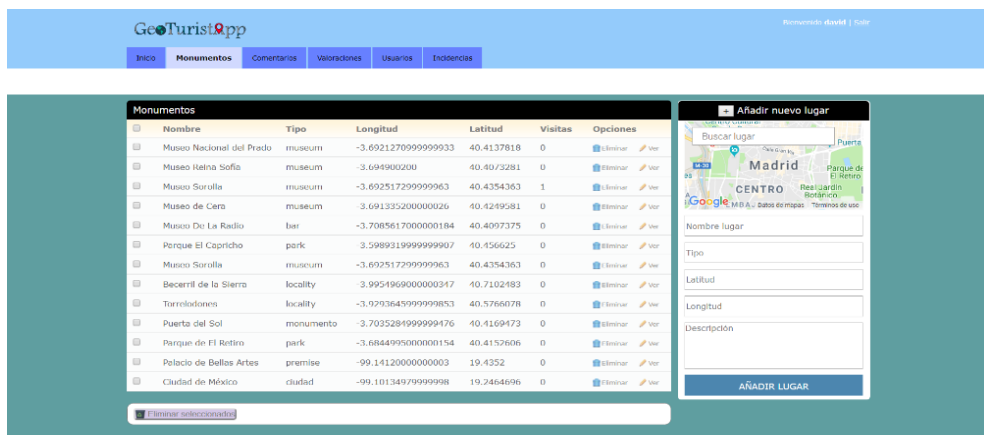 GeoTuristApp
Bienvenido david | Salir
Inicio Monumentos Comentarios Valoraciones Usuarios Incidencias
Monumentos
Nombre Tipo Longitud Latitud Visitas Opciones
Museo Nacional del Prado museum -3.6921270999999933 40.4137818 0 Eliminar Ver
Museo Reina Sofía museum -3.694900200 40.4073281 0 Eliminar Ver
Museo Sorolla museum -3.692517299999963 40.4354363 1 Eliminar Ver
Museo de Cera museum -3.691335200000026 40.4249581 0 Eliminar Ver
Museo De La Radio bar -3.7085617000000184 40.4097375 0 Eliminar Ver
Parque El Capricho park 3.5989319999999907 40.456625 0 Eliminar Ver
Museo Sorolla museum -3.692517299999963 40.4354363 0 Eliminar Ver
Becerril de la Sierra locality -3.9954969000000347 40.7102483 0 Eliminar Ver
Torrelodones locality -3.9293645999999853 40.5766078 0 Eliminar Ver
Puerta del Sol monumento -3.7035284999999476 40.4169473 0 Eliminar Ver
Parque de El Retiro park -3.6844995000000154 40.4152606 0 Eliminar Ver
Palacio de Bellas Artes premise -99.14120000000003 19.4352 0 Eliminar Ver
Ciudad de México ciudad -99.10134979999998 19.2464696 0 Eliminar Ver
Eliminar seleccionados
+ Añadir nuevo lugar
Buscar lugar
Puerta
Gran Vía
M-30
Madrid
Parque de
El Retiro
CENTRO
Real Jardín
Botánico
Google
Datos de mapas Términos de uso
Nombre lugar
Tipo
Latitud
Longitud
Descripción
AÑADIR LUGAR